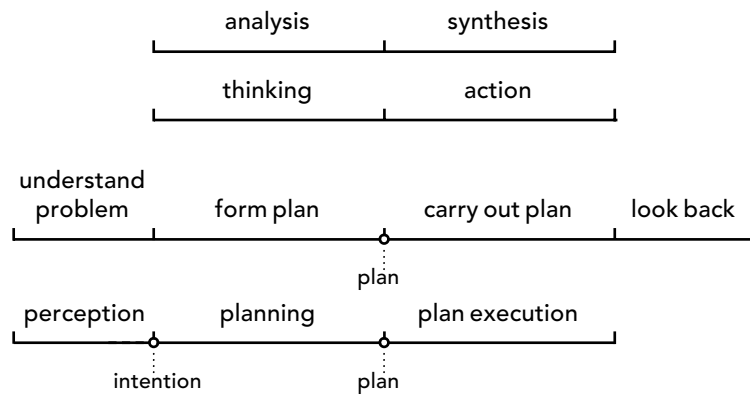 analysis synthesis
thinking action
understand
problem form plan carry out plan look back
plan
perception planning plan execution
intention plan